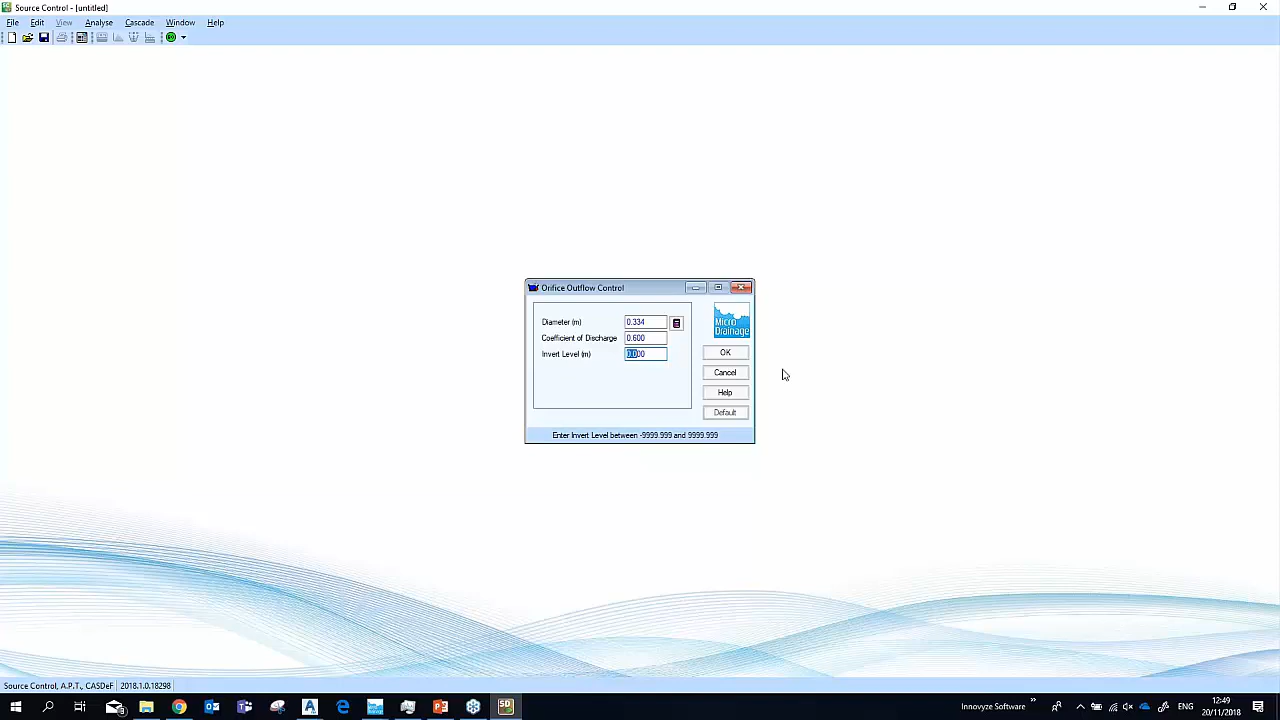 Source Control - [untitled]
File Edit View Analyse Cascade Window Help
Orifice Outflow Control
Diameter (m) 0.334
Coefficient of Discharge 0.600
Invert Level (m) 0.000
Micro
Drainage
OK
Cancel
Help
Default
Enter Invert Level between -9999.999 and 9999.999
Source Control, A.P.T., CASDeF 2018.1.0.18298
Innovyze Software
ENG
12:49
20/11/2018